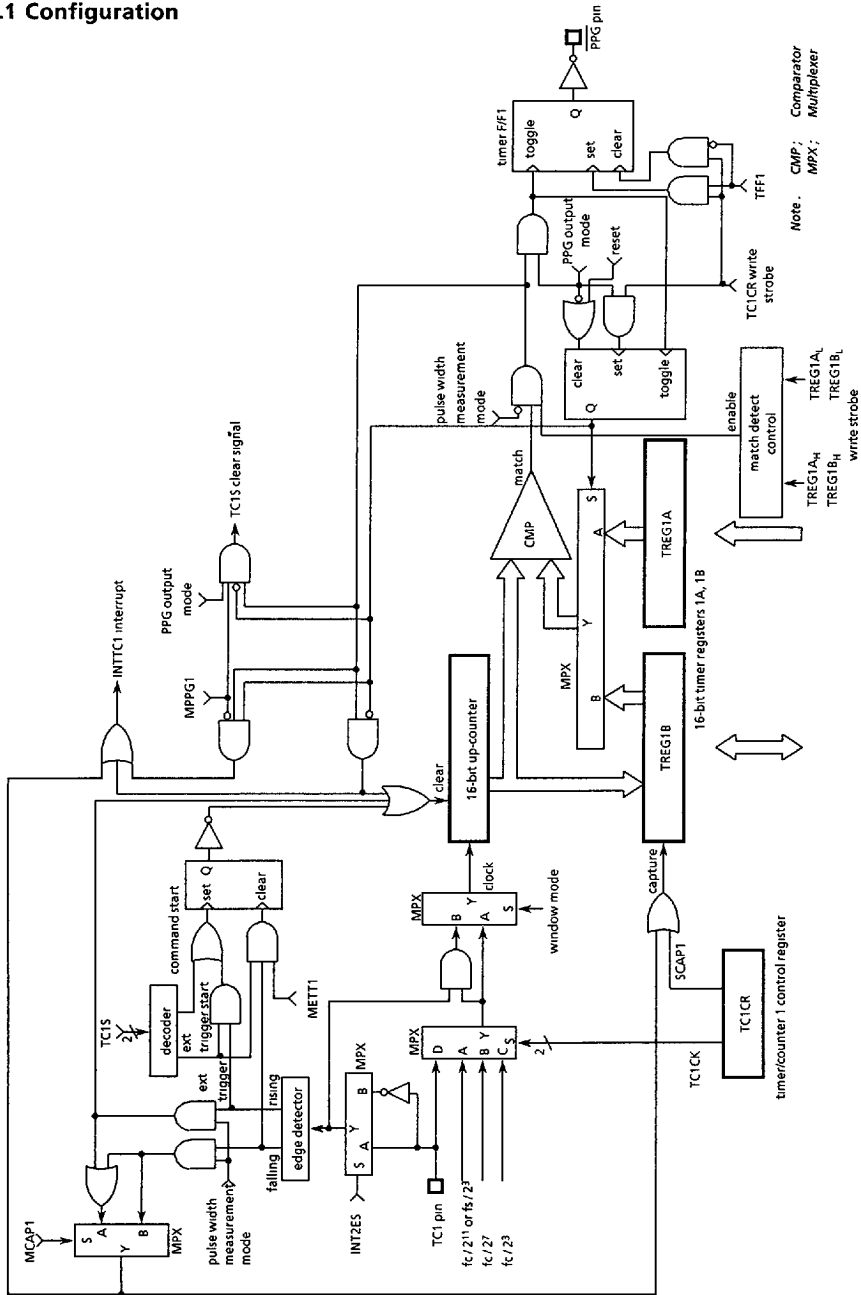 .1 Configuration
MCAP1
S
A
B
Y
MPX
pulse width
measurement
mode
TC1S
2
decoder
ext
trigger start
ext
trigger
command start
set
Q
clear
METT1
rising
falling
edge detector
INT2ES
S
A
Y
B
MPX
TC1 pin
fc / 2¹¹ or fs / 2³
fc / 2⁷
fc / 2³
MPX
D
A
B
C
Y
S
2
TC1CK
MPX
B
A
Y
S
clock
window mode
clear
16-bit up-counter
INTTC1 interrupt
MPPG1
PPG output
mode
TC1S clear signal
TC1CR
timer/counter 1 control register
SCAP1
capture
TREG1B
TREG1A
16-bit timer registers 1A, 1B
MPX
B
Y
A
S
CMP
match
pulse width
measurement
mode
enable
match detect
control
TREG1A_H
TREG1B_H
TREG1A_L
TREG1B_L
write strobe
Q
clear
set
toggle
PPG output
mode
reset
TC1CR write
strobe
TFF1
timer F/F1
toggle
set
clear
Q
PPG pin
Note. CMP; Comparator
MPX; Multiplexer